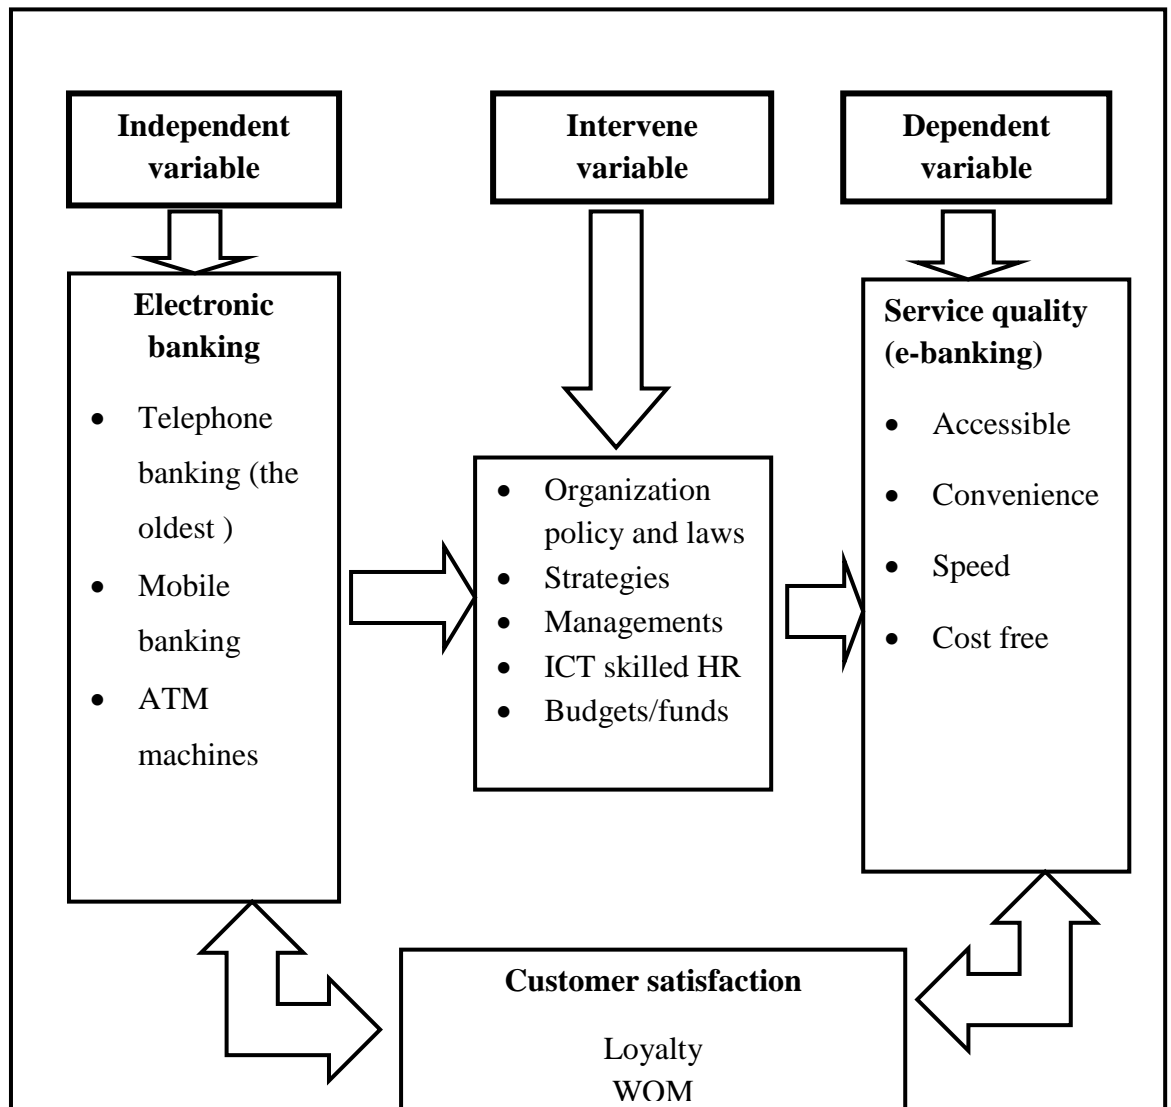 Independent
variable
Intervene
variable
Dependent
variable
Electronic
banking
• Telephone
banking (the
oldest )
• Mobile
banking
• ATM
machines
• Organization
policy and laws
• Strategies
• Managements
• ICT skilled HR
• Budgets/funds
Service quality
(e-banking)
• Accessible
• Convenience
• Speed
• Cost free
Customer satisfaction
Loyalty
WOM